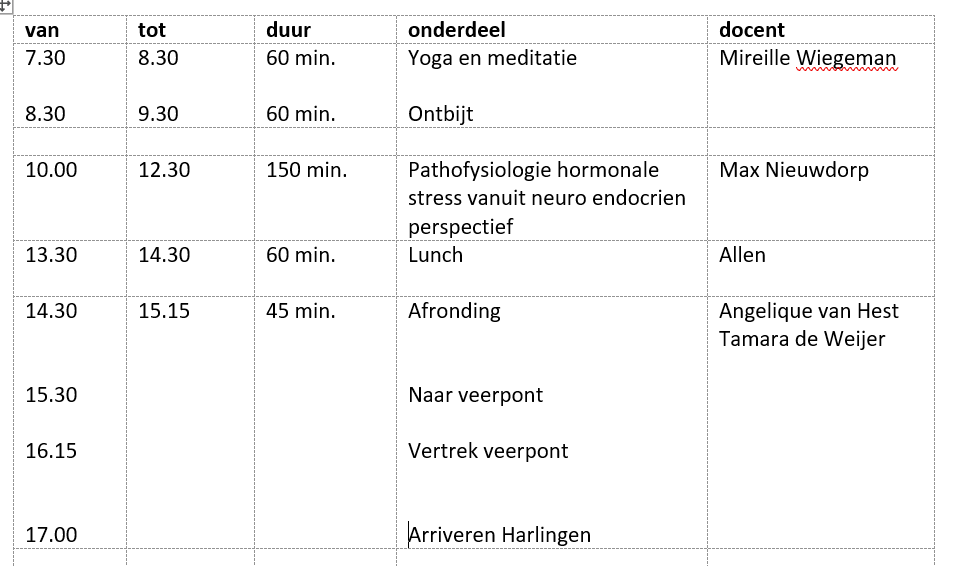 van tot duur onderdeel docent
7.30 8.30 60 min. Yoga en meditatie Mireille Wiegeman
8.30 9.30 60 min. Ontbijt
10.00 12.30 150 min. Pathofysiologie hormonale Max Nieuwdorp
stress vanuit neuro endocrien
perspectief
13.30 14.30 60 min. Lunch Allen
14.30 15.15 45 min. Afronding Angelique van Hest
Tamara de Weijer
15.30 Naar veerpont
16.15 Vertrek veerpont
17.00 Arriveren Harlingen